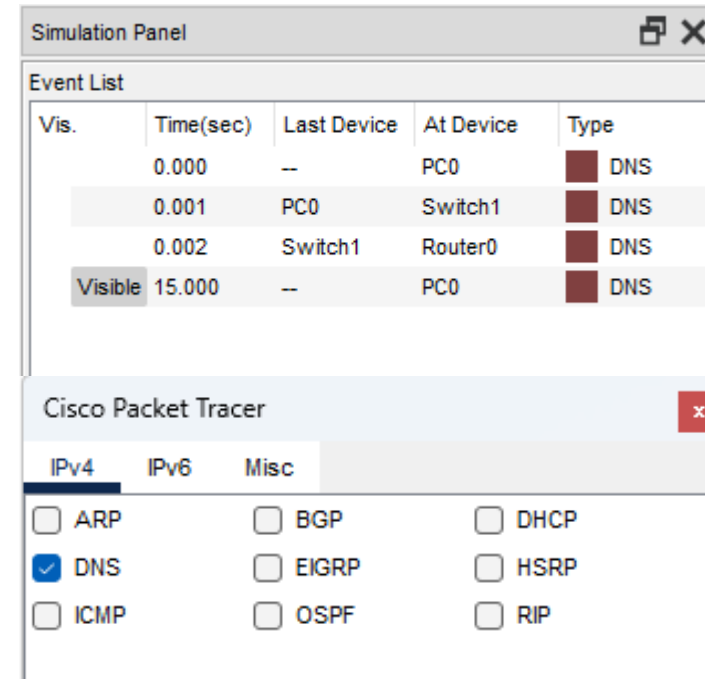 Simulation Panel
Event List
Vis. Time(sec) Last Device At Device Type
0.000 -- PC0 DNS
0.001 PC0 Switch1 DNS
0.002 Switch1 Router0 DNS
Visible 15.000 -- PC0 DNS
Cisco Packet Tracer x
IPv4 IPv6 Misc
ARP BGP DHCP
DNS EIGRP HSRP
ICMP OSPF RIP